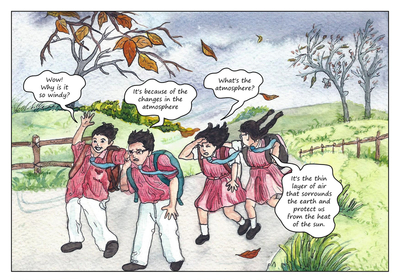 Wow!
Why is it
so windy?
It's because of the
changes in the
atmosphere
What's the
atmosphere?
It's the thin
layer of air
that sorrounds
the earth and
protect us
from the heat
of the sun.